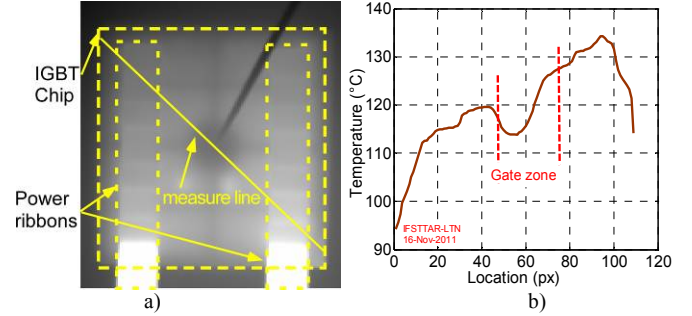 a)
IGBT
Chip
Power
ribbons
measure line
b)
Temperature (°C)
140
130
120
110
100
90
0
20
40
60
80
100
120
Location (px)
Gate zone
IFSTTAR-LTN
16-Nov-2011
a)
b)